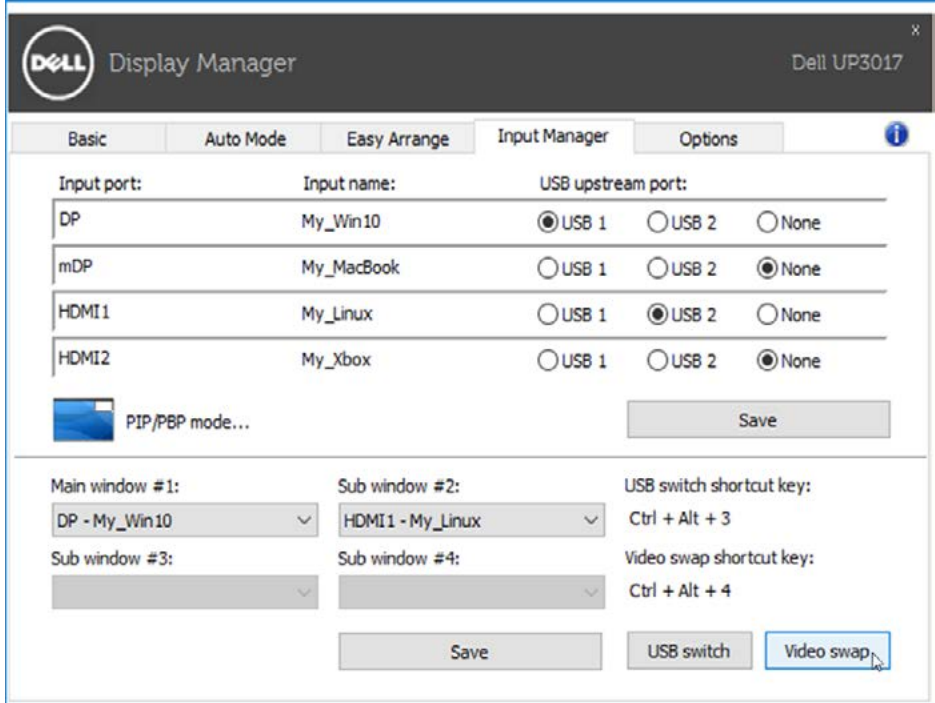 DELL Display Manager Dell UP3017 x
Basic Auto Mode Easy Arrange Input Manager Options i
Input port: Input name: USB upstream port:
DP My_Win10 USB 1 USB 2 None
mDP My_MacBook USB 1 USB 2 None
HDMI1 My_Linux USB 1 USB 2 None
HDMI2 My_Xbox USB 1 USB 2 None
PIP/PBP mode... Save
Main window #1: Sub window #2: USB switch shortcut key:
DP - My_Win10 HDMI1 - My_Linux Ctrl + Alt + 3
Sub window #3: Sub window #4: Video swap shortcut key:
Ctrl + Alt + 4
Save USB switch Video swap